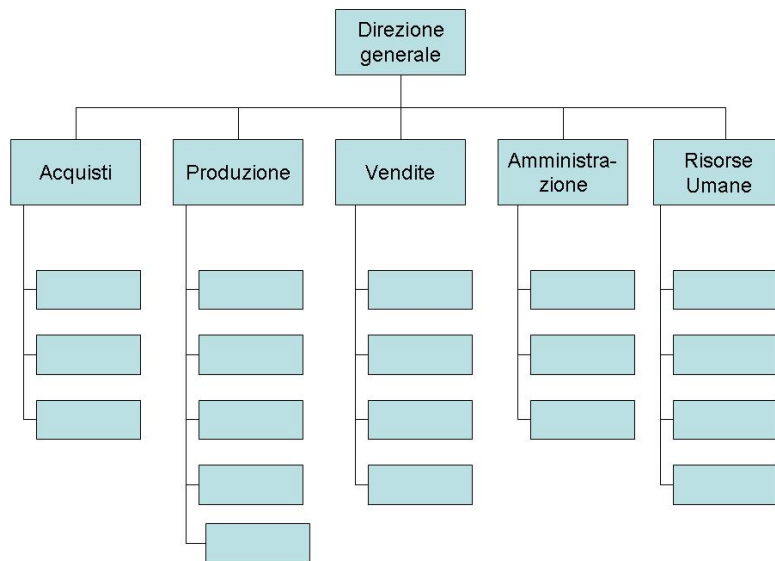 Direzione
generale
Acquisti
Produzione
Vendite
Amministra-
zione
Risorse
Umane